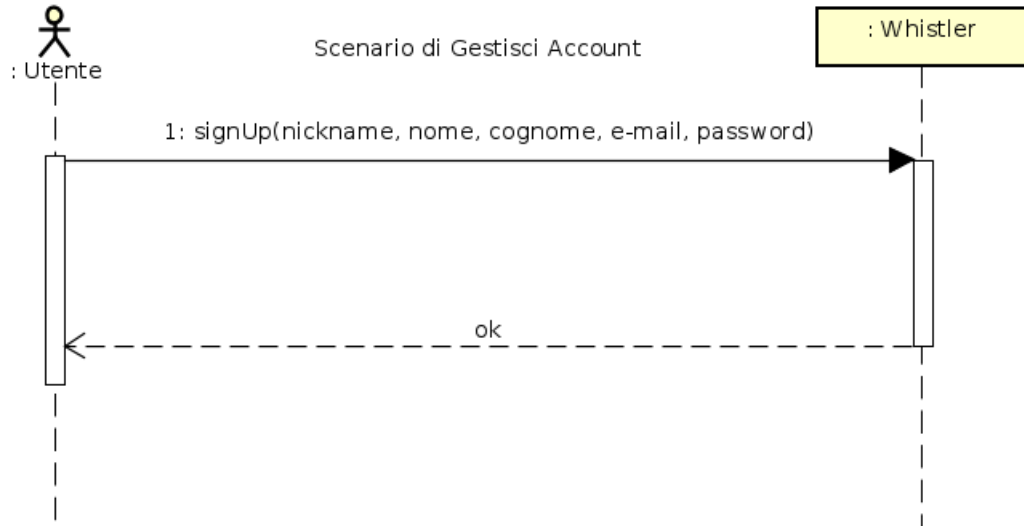 : Utente
Scenario di Gestisci Account
: Whistler
1: signUp(nickname, nome, cognome, e-mail, password)
ok